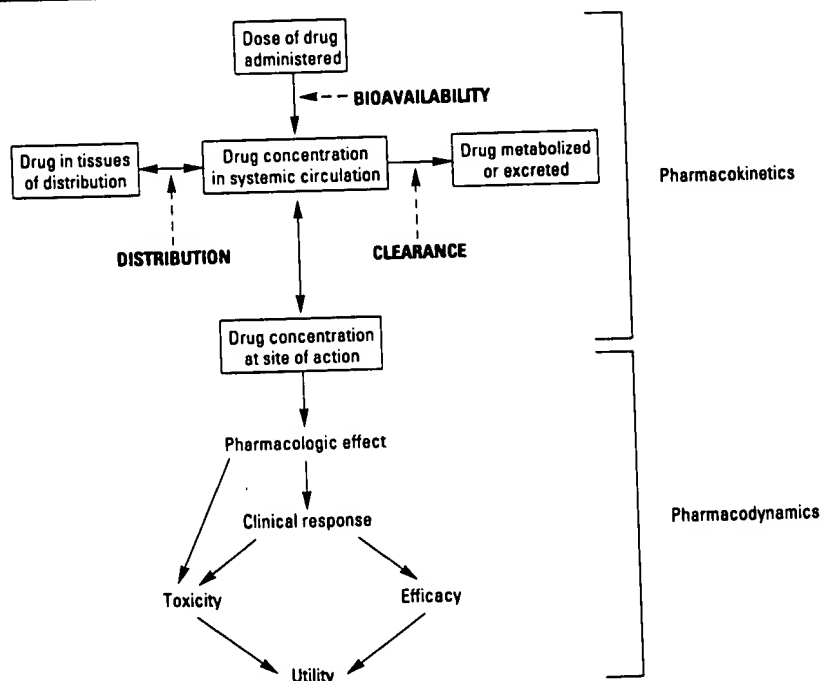 Dose of drug
administered
BIOAVAILABILITY
Drug in tissues
of distribution
Drug concentration
in systemic circulation
Drug metabolized
or excreted
Pharmacokinetics
DISTRIBUTION
CLEARANCE
Drug concentration
at site of action
Pharmacologic effect
Pharmacodynamics
Clinical response
Toxicity
Efficacy
Utility